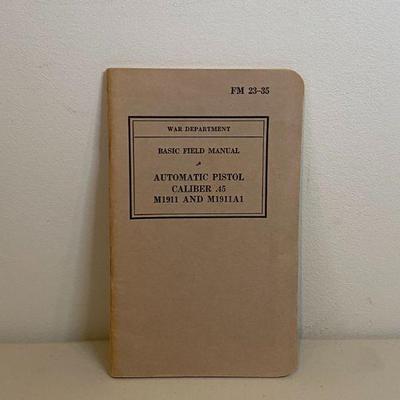 FM 23-35
WAR DEPARTMENT
BASIC FIELD MANUAL
AUTOMATIC PISTOL
CALIBER .45
M1911 AND M1911A1